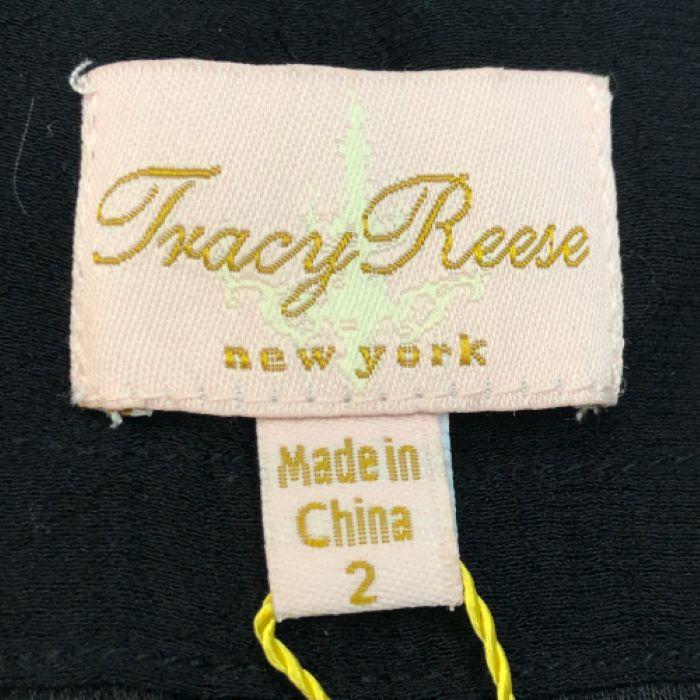 Tracy Reese
new york
Made in
China
2